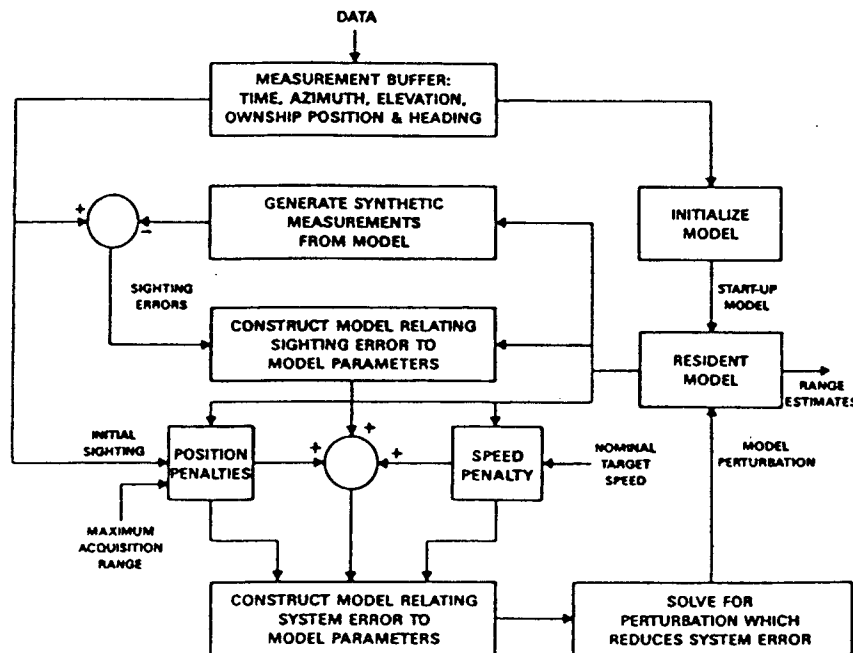 DATA
MEASUREMENT BUFFER:
TIME, AZIMUTH, ELEVATION,
OWNSHIP POSITION & HEADING
+
-
GENERATE SYNTHETIC
MEASUREMENTS
FROM MODEL
INITIALIZE
MODEL
SIGHTING
ERRORS
START-UP
MODEL
CONSTRUCT MODEL RELATING
SIGHTING ERROR TO
MODEL PARAMETERS
RESIDENT
MODEL
RANGE
ESTIMATES
INITIAL
SIGHTING
POSITION
PENALTIES
+
+
+
SPEED
PENALTY
NOMINAL
TARGET
SPEED
MODEL
PERTURBATION
MAXIMUM
ACQUISITION
RANGE
CONSTRUCT MODEL RELATING
SYSTEM ERROR TO
MODEL PARAMETERS
SOLVE FOR
PERTURBATION WHICH
REDUCES SYSTEM ERROR